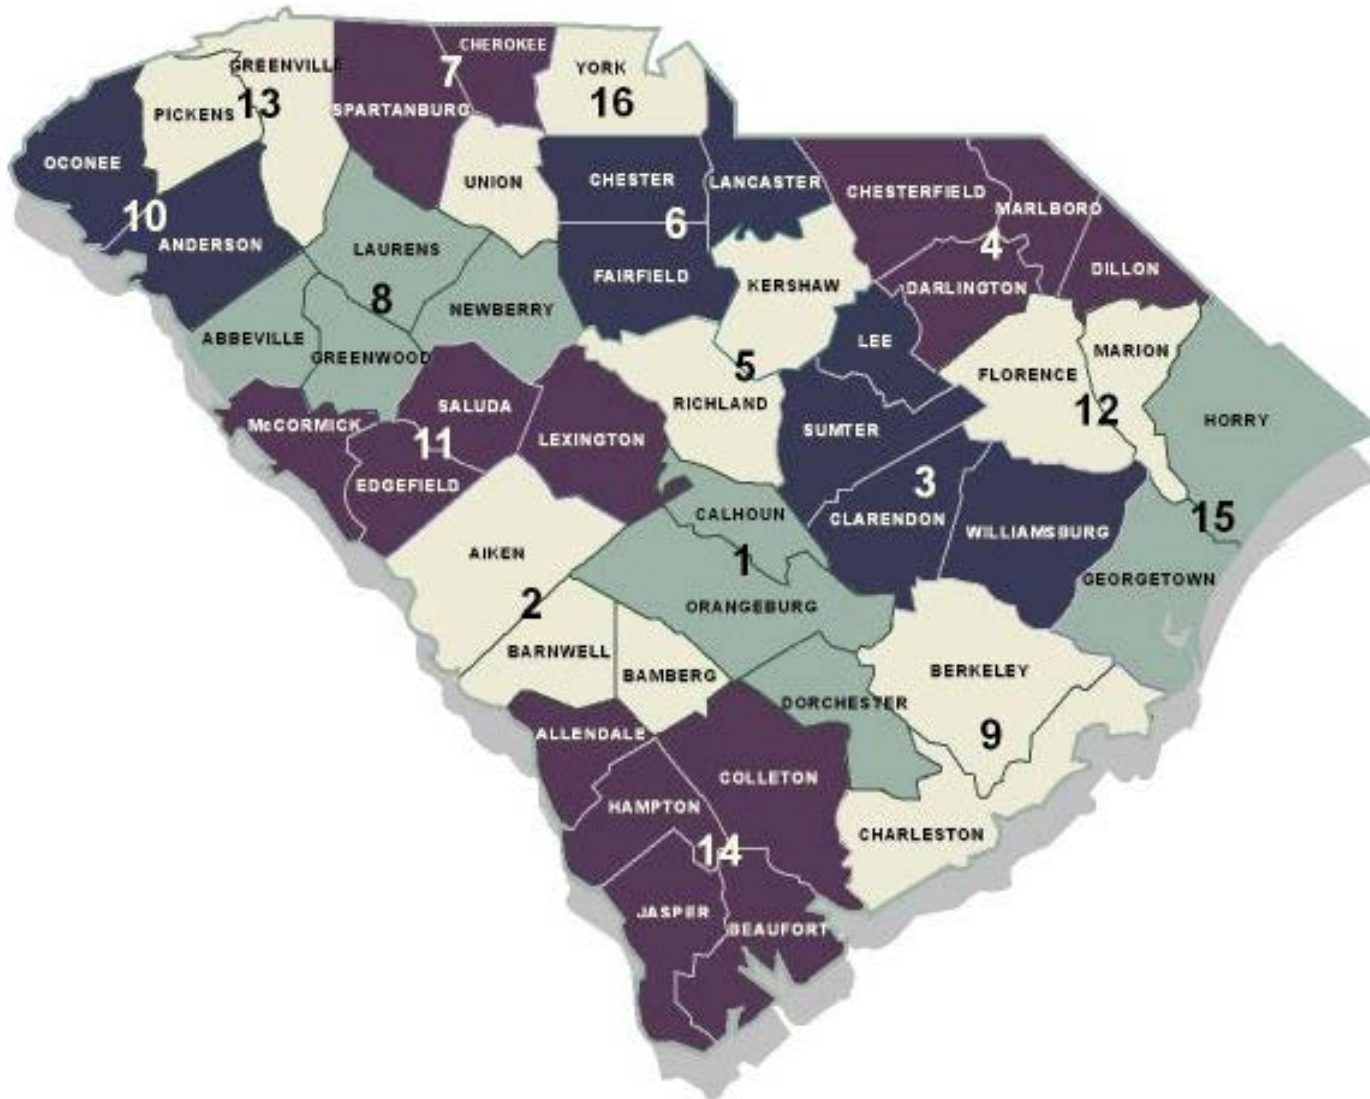 CHEROKEE
GREENVILLE
7
YORK
13
16
PICKENS
SPARTANBURG
OCONEE
UNION
CHESTER
LANCASTER
CHESTERFIELD
MARLBORO
10
6
ANDERSON
LAURENS
4
DILLON
FAIRFIELD
KERSHAW
DARLINGTON
8
NEWBERRY
ABBEVILLE
GREENWOOD
LEE
MARION
5
FLORENCE
SALUDA
RICHLAND
12
McCORMICK
11
LEXINGTON
SUMTER
HORRY
EDGEFIELD
3
CALHOUN
CLARENDON
15
WILLIAMSBURG
AIKEN
1
GEORGETOWN
2
ORANGEBURG
BARNWELL
BAMBERG
BERKELEY
DORCHESTER
ALLENDALE
9
COLLETON
HAMPTON
CHARLESTON
14
JASPER
BEAUFORT